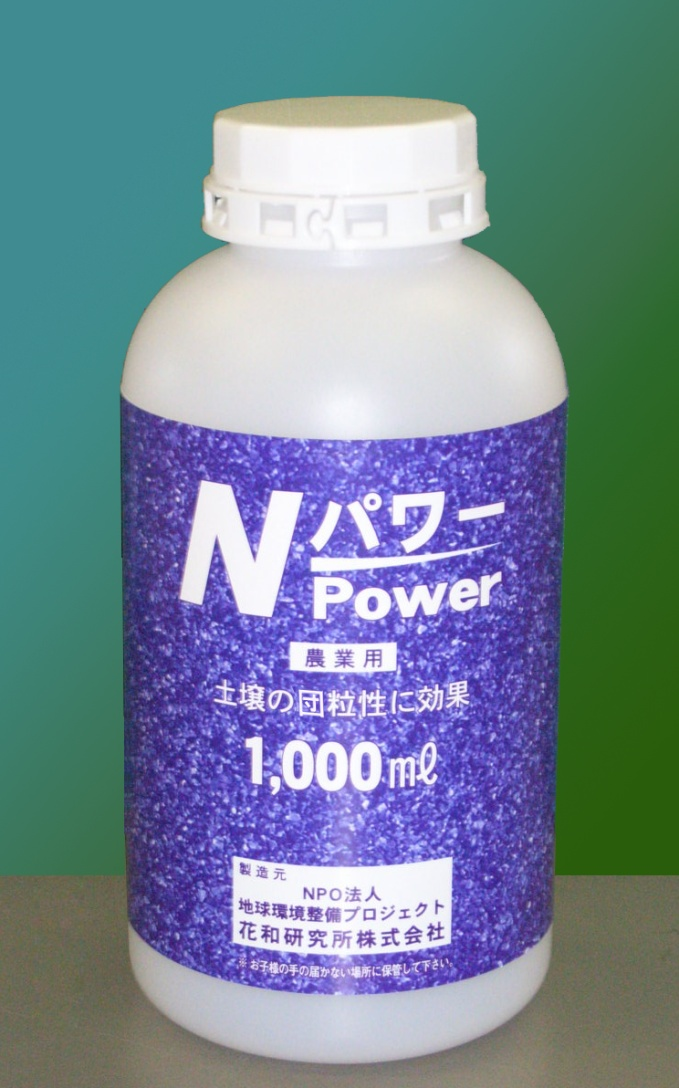 Nパワー
Power
農業用
土壌の団粒性に効果
1,000㎖
製造元
NPO法人
地球環境整備プロジェクト
花和研究所株式会社
※お子様の手の届かない場所に保管して下さい。